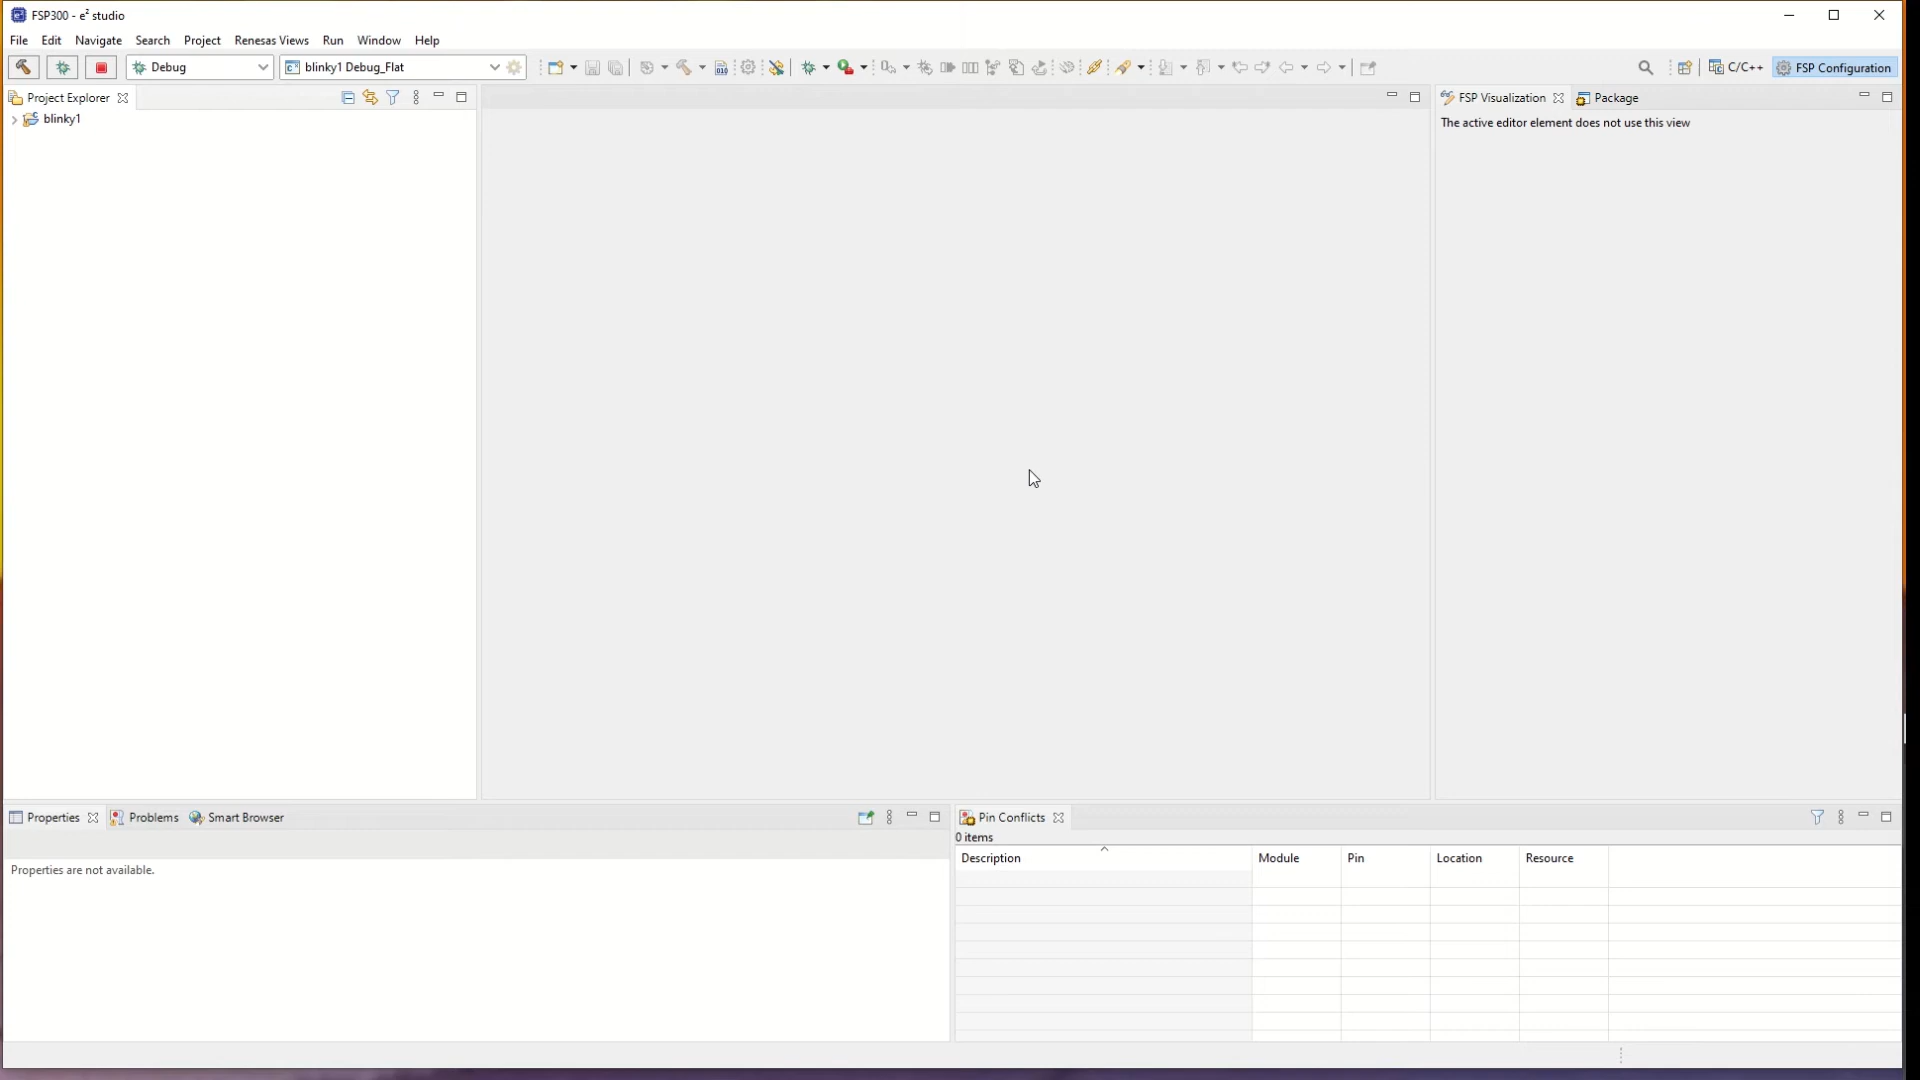 FSP300 - e² studio
File Edit Navigate Search Project Renesas Views Run Window Help
Debug blinky1 Debug_Flat C/C++ FSP Configuration
Project Explorer
blinky1
FSP Visualization Package
The active editor element does not use this view
Properties Problems Smart Browser
Properties are not available.
Pin Conflicts
0 items
Description Module Pin Location Resource